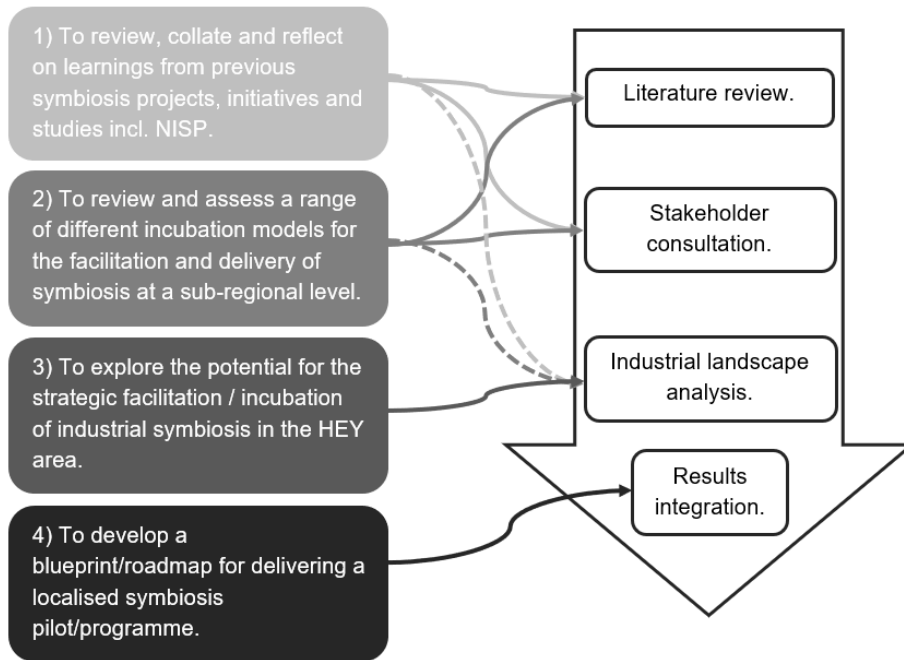 1) To review, collate and reflect
on learnings from previous
symbiosis projects, initiatives and
studies incl. NISP.
2) To review and assess a range
of different incubation models for
the facilitation and delivery of
symbiosis at a sub-regional level.
3) To explore the potential for the
strategic facilitation / incubation
of industrial symbiosis in the HEY
area.
4) To develop a
blueprint/roadmap for delivering a
localised symbiosis
pilot/programme.
Literature review.
Stakeholder
consultation.
Industrial landscape
analysis.
Results
integration.